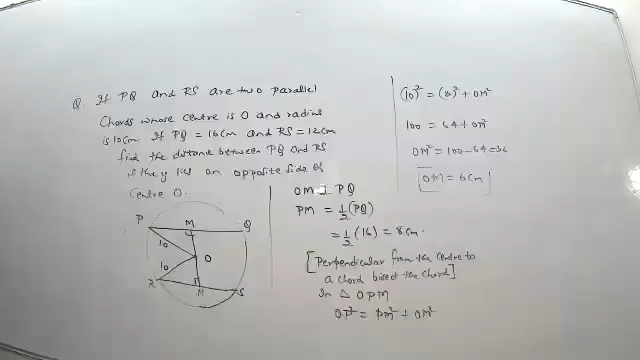 Q. If PQ and RS are two parallel
Chords whose centre is O and radius
is 10cm. If PQ = 16cm and RS = 12cm
find the distance between PQ and RS
if they lies on opposite side of
Centre O.
P M Q
10
O
10
R N S
OM ⊥ PQ
PM = 1/2 (PQ)
= 1/2 (16) = 8cm.
[Perpendicular from the centre to
a chord bisect the chord]
In △ OPM
OP² = PM² + OM²
(10)² = (8)² + OM²
100 = 64 + OM²
OM² = 100 - 64 = 36
OM = 6cm